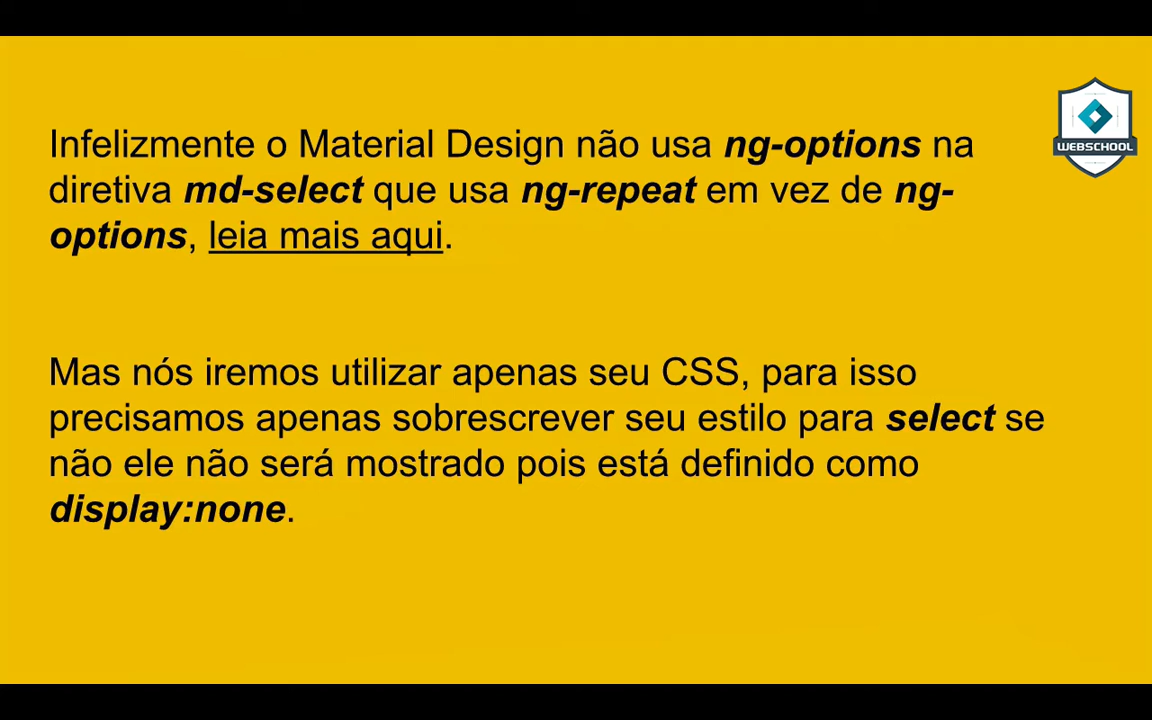 Infelizmente o Material Design não usa ng-options na
diretiva md-select que usa ng-repeat em vez de ng-
options, leia mais aqui.
Mas nós iremos utilizar apenas seu CSS, para isso
precisamos apenas sobrescrever seu estilo para select se
não ele não será mostrado pois está definido como
display:none.
WEBSCHOOL